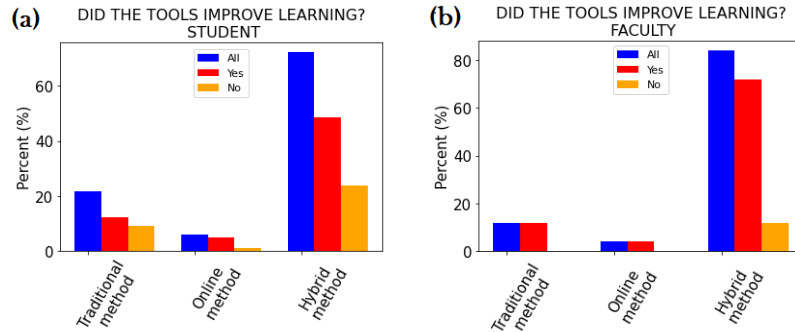 (a)
DID THE TOOLS IMPROVE LEARNING?
STUDENT
All
Yes
No
Percent (%)
60
40
20
0
Traditional
method
Online
method
Hybrid
method
(b)
DID THE TOOLS IMPROVE LEARNING?
FACULTY
All
Yes
No
Percent (%)
80
60
40
20
0
Traditional
method
Online
method
Hybrid
method